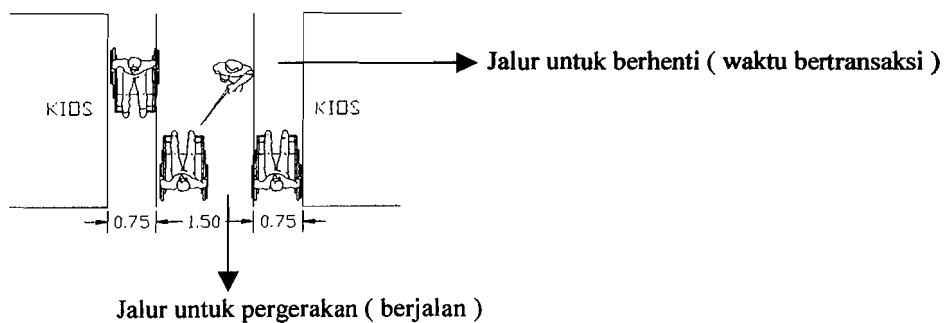 Jalur untuk berhenti ( waktu bertransaksi )
KIOS
KIOS
0.75 1.50 0.75
Jalur untuk pergerakan ( berjalan )